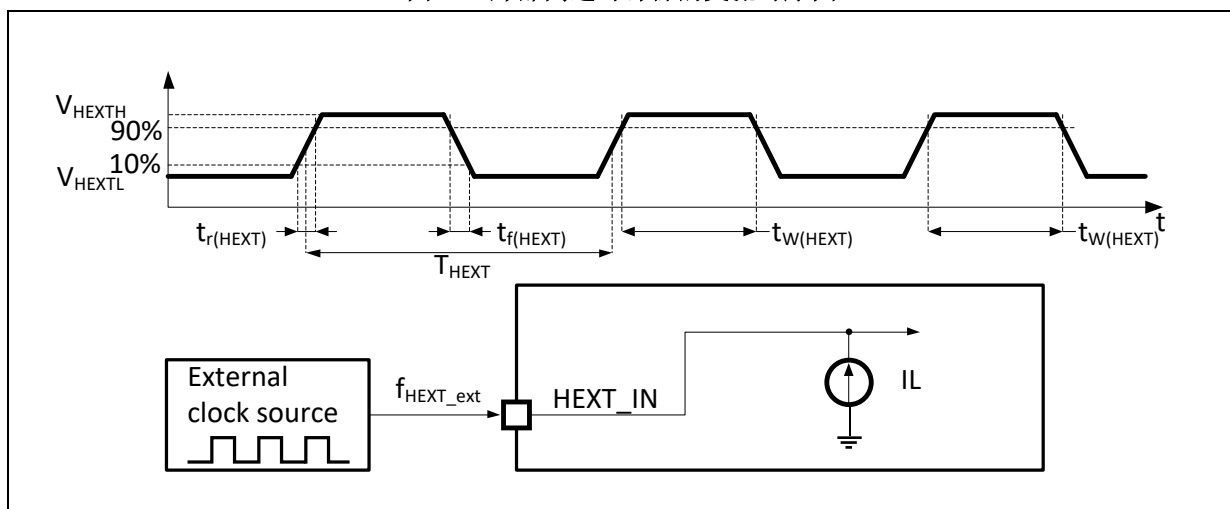 V_HEXTH
90%
10%
V_HEXTL
t
t_r(HEXT)
t_f(HEXT)
t_W(HEXT)
t_W(HEXT)
T_HEXT
External
clock source
f_HEXT_ext
HEXT_IN
IL